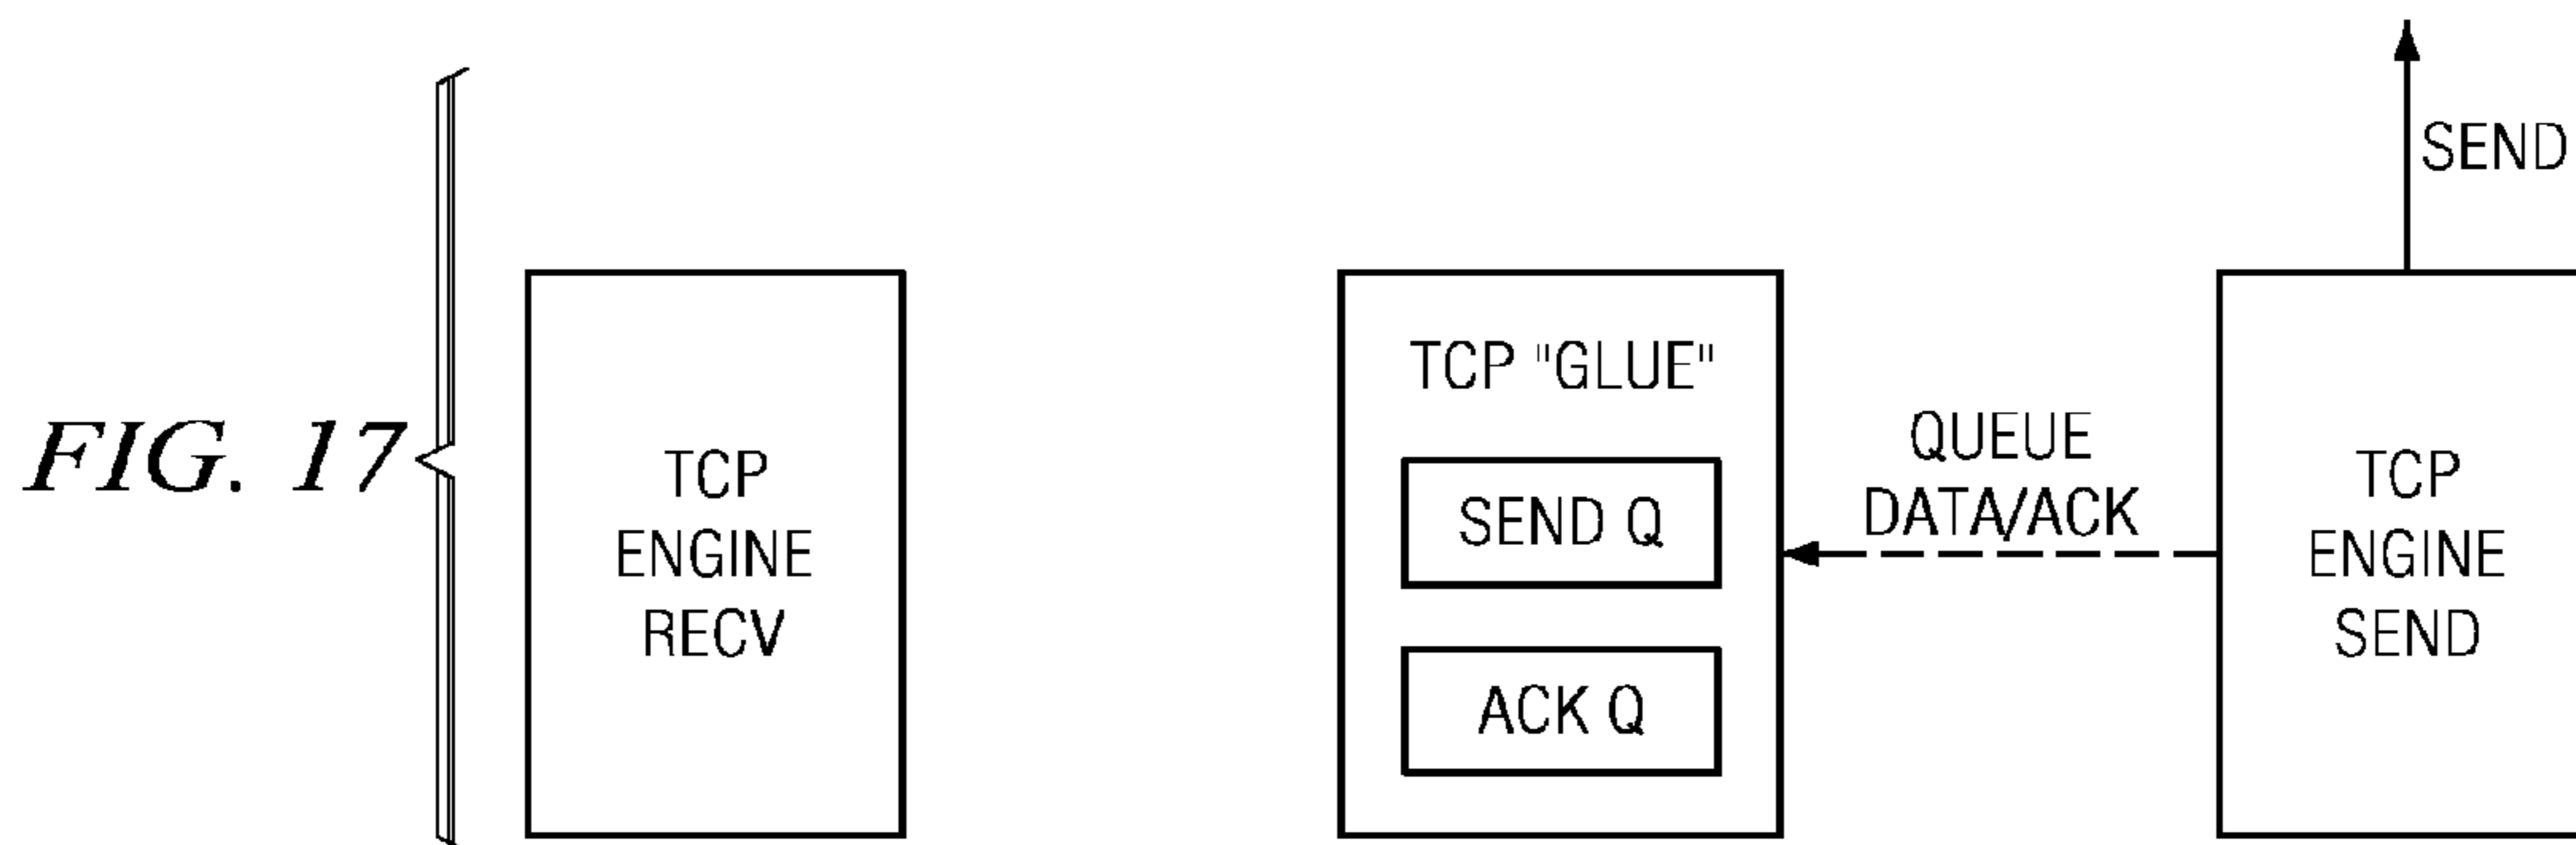 SEND
FIG. 17
TCP
ENGINE
RECV
TCP "GLUE"
SEND Q
ACK Q
QUEUE
DATA/ACK
TCP
ENGINE
SEND